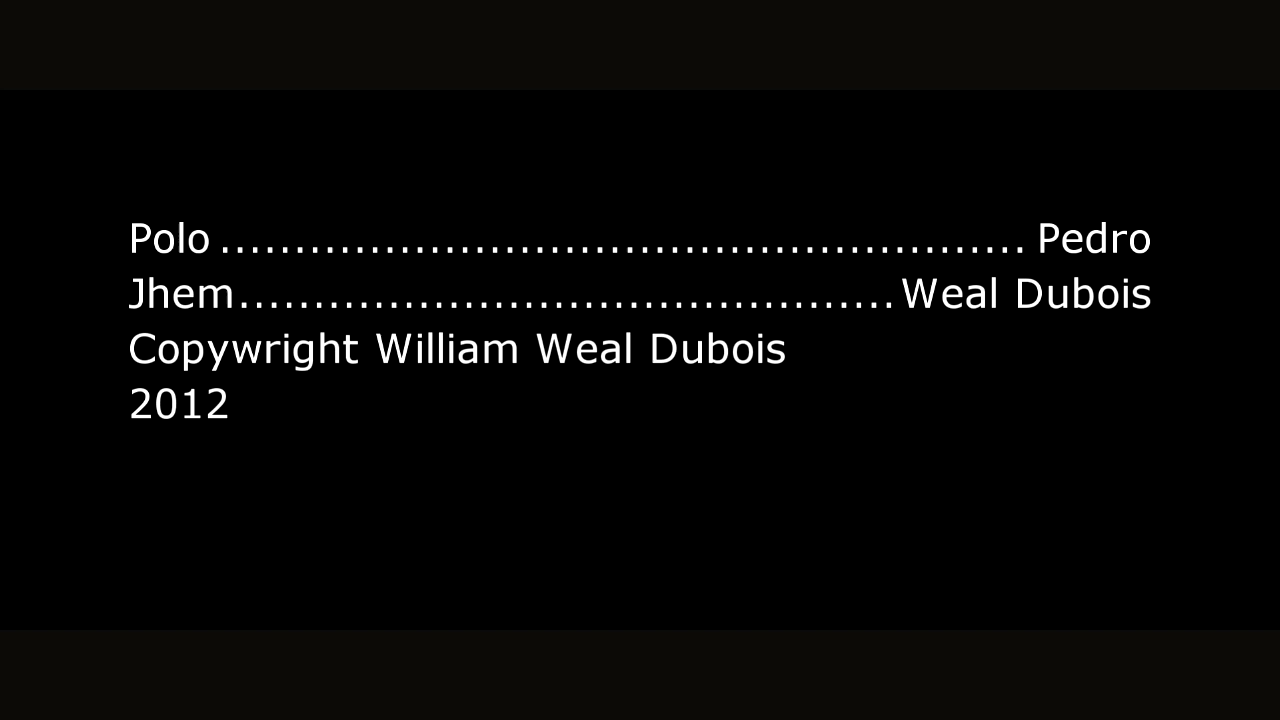 Polo ...................................................... Pedro
Jhem............................................ Weal Dubois
Copywright William Weal Dubois
2012